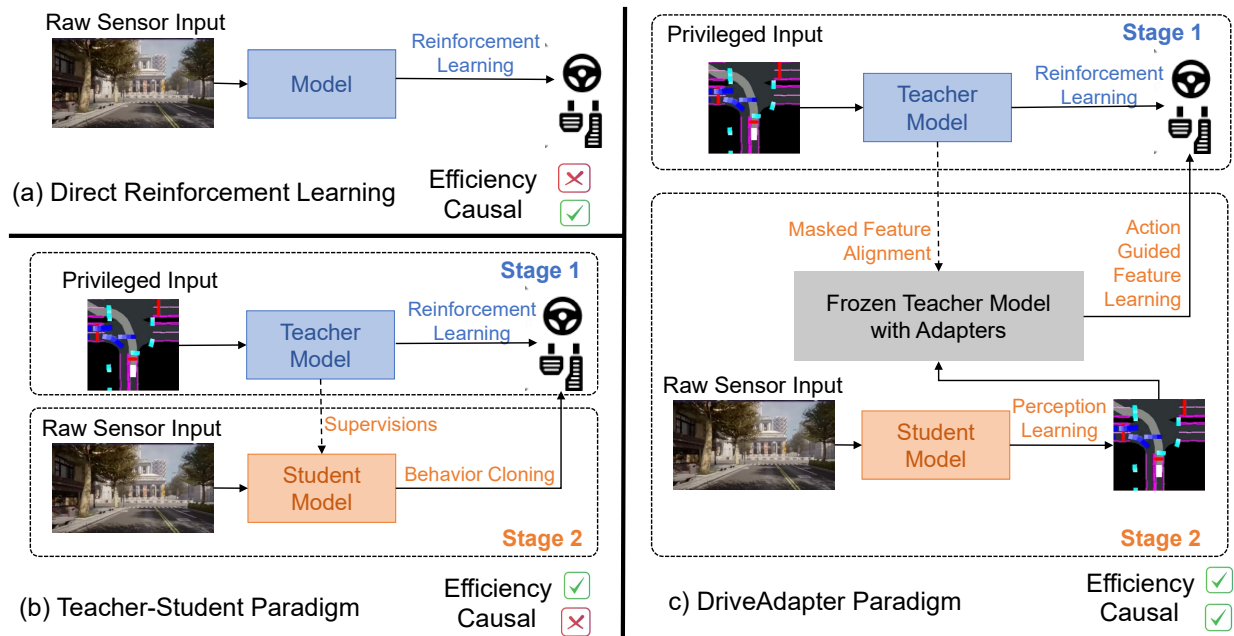 Raw Sensor Input
Model
Reinforcement
Learning
(a) Direct Reinforcement Learning
Efficiency
Causal
Stage 1
Privileged Input
Teacher
Model
Reinforcement
Learning
Supervisions
Raw Sensor Input
Student
Model
Behavior Cloning
Stage 2
(b) Teacher-Student Paradigm
Efficiency
Causal
Privileged Input
Stage 1
Teacher
Model
Reinforcement
Learning
Masked Feature
Alignment
Action
Guided
Feature
Learning
Frozen Teacher Model
with Adapters
Raw Sensor Input
Student
Model
Perception
Learning
Stage 2
c) DriveAdapter Paradigm
Efficiency
Causal